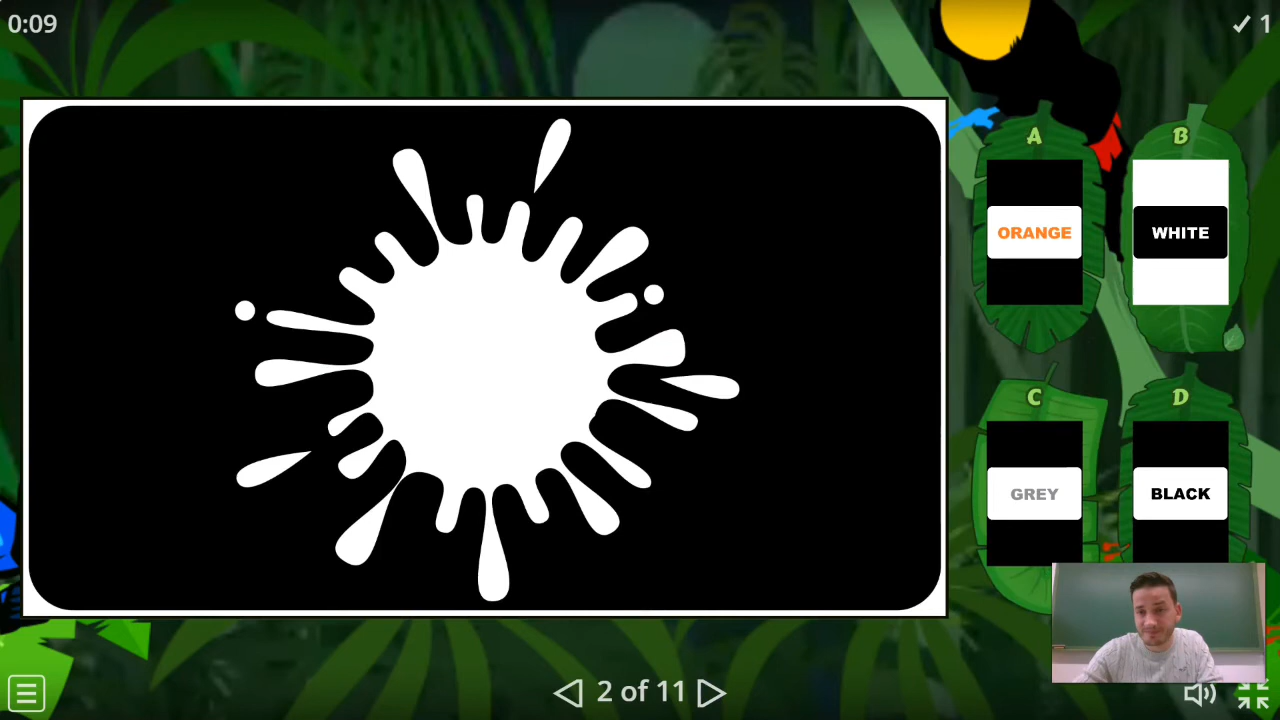 0:09
✓ 1
A
B
ORANGE
WHITE
C
D
GREY
BLACK
2 of 11